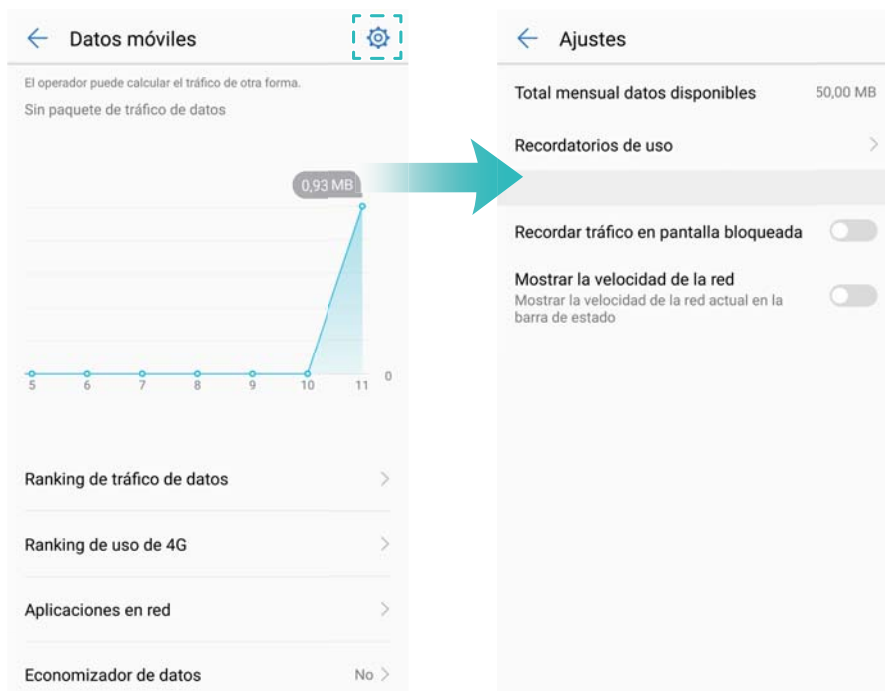 Datos móviles
El operador puede calcular el tráfico de otra forma.
Sin paquete de tráfico de datos
0,93 MB
0
5 6 7 8 9 10 11
Ranking de tráfico de datos
Ranking de uso de 4G
Aplicaciones en red
Economizador de datos No
Ajustes
Total mensual datos disponibles 50,00 MB
Recordatorios de uso
Recordar tráfico en pantalla bloqueada
Mostrar la velocidad de la red
Mostrar la velocidad de la red actual en la
barra de estado